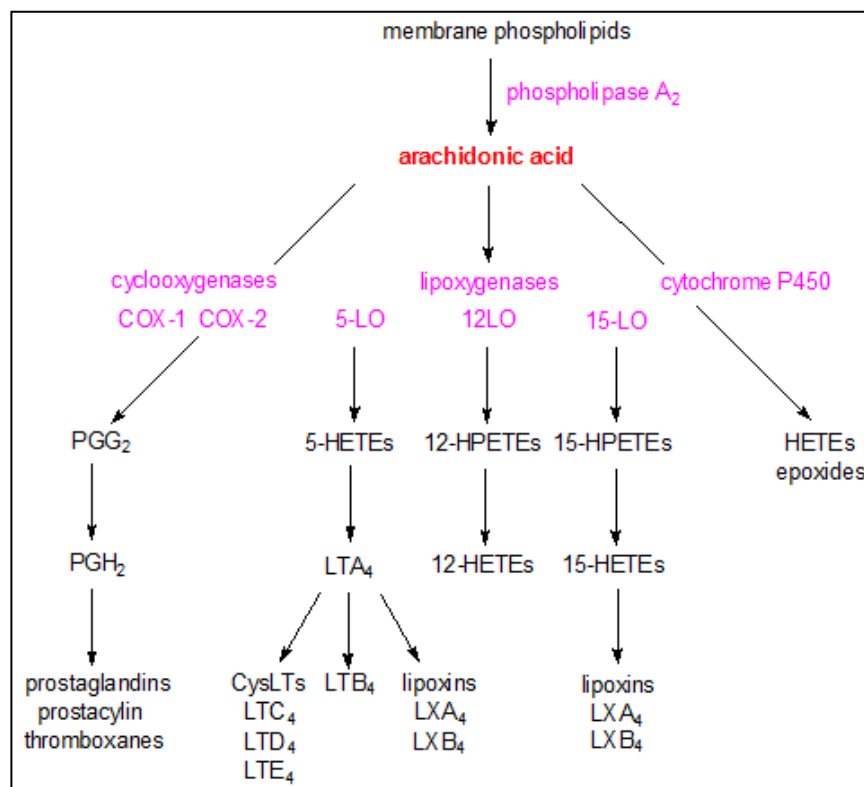 membrane phospholipids
phospholipase A₂
arachidonic acid
cyclooxygenases lipoxygenases cytochrome P450
COX-1 COX-2 5-LO 12LO 15-LO
PGG₂ 5-HETEs 12-HPETEs 15-HPETEs HETEs
epoxides
PGH₂ LTA₄ 12-HETEs 15-HETEs
prostaglandins CysLTs LTB₄ lipoxins lipoxins
prostacylin LTC₄ LXA₄ LXA₄
thromboxanes LTD₄ LXB₄ LXB₄
LTE₄